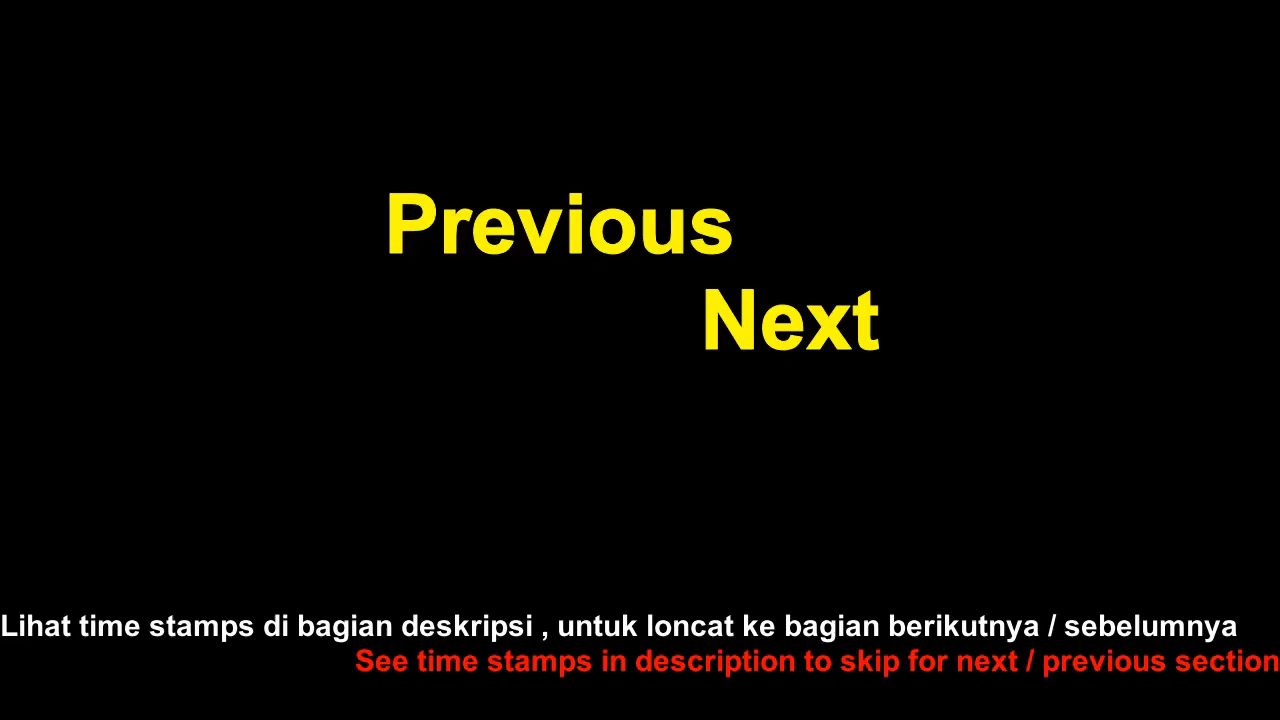 Previous
Next
Lihat time stamps di bagian deskripsi , untuk loncat ke bagian berikutnya / sebelumnya
See time stamps in description to skip for next / previous section